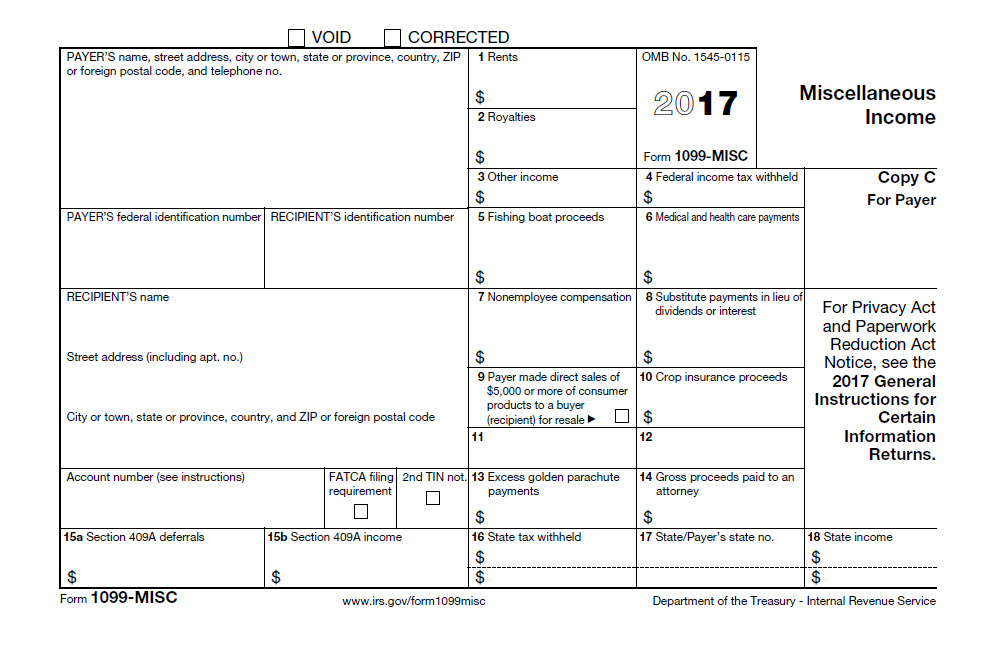 VOID CORRECTED
PAYER'S name, street address, city or town, state or province, country, ZIP
or foreign postal code, and telephone no.
1 Rents
$
2 Royalties
$
OMB No. 1545-0115
2017
Form 1099-MISC
Miscellaneous
Income
3 Other income
$
4 Federal income tax withheld
$
Copy C
For Payer
PAYER'S federal identification number
RECIPIENT'S identification number
5 Fishing boat proceeds
$
6 Medical and health care payments
$
RECIPIENT'S name
Street address (including apt. no.)
City or town, state or province, country, and ZIP or foreign postal code
7 Nonemployee compensation
$
8 Substitute payments in lieu of
dividends or interest
$
For Privacy Act
and Paperwork
Reduction Act
Notice, see the
2017 General
Instructions for
Certain
Information
Returns.
9 Payer made direct sales of
$5,000 or more of consumer
products to a buyer
(recipient) for resale ▶
10 Crop insurance proceeds
$
11
12
Account number (see instructions)
FATCA filing
requirement
2nd TIN not.
13 Excess golden parachute
payments
$
14 Gross proceeds paid to an
attorney
$
15a Section 409A deferrals
$
15b Section 409A income
$
16 State tax withheld
$
$
17 State/Payer's state no.
18 State income
$
$
Form 1099-MISC
www.irs.gov/form1099misc
Department of the Treasury - Internal Revenue Service